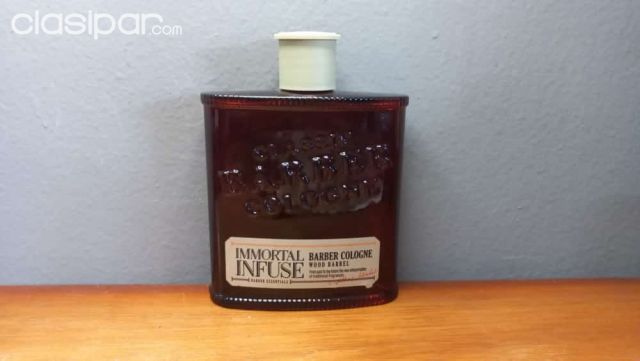 clasipar.com
CLASSIC
BARBER
COLOGNE
IMMORTAL
INFUSE
BARBER ESSENTIALS
BARBER COLOGNE
WOOD BARREL